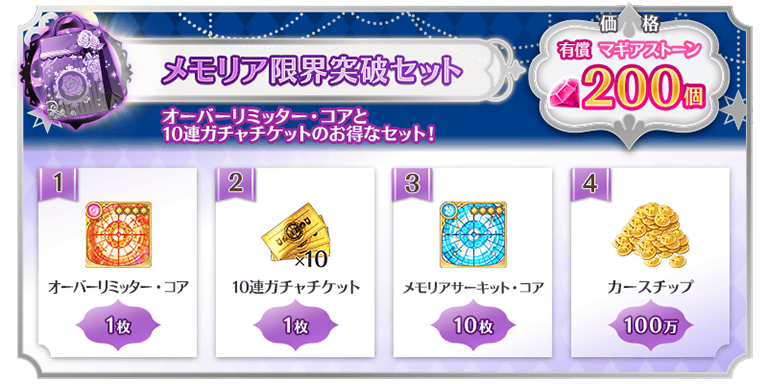 価格
メモリア限界突破セット
有償 マギアストーン
200個
オーバーリミッター・コアと
10連ガチャチケットのお得なセット!
1
2
3
4
×10
オーバーリミッター・コア
10連ガチャチケット
メモリアサーキット・コア
カースチップ
1枚
1枚
10枚
100万